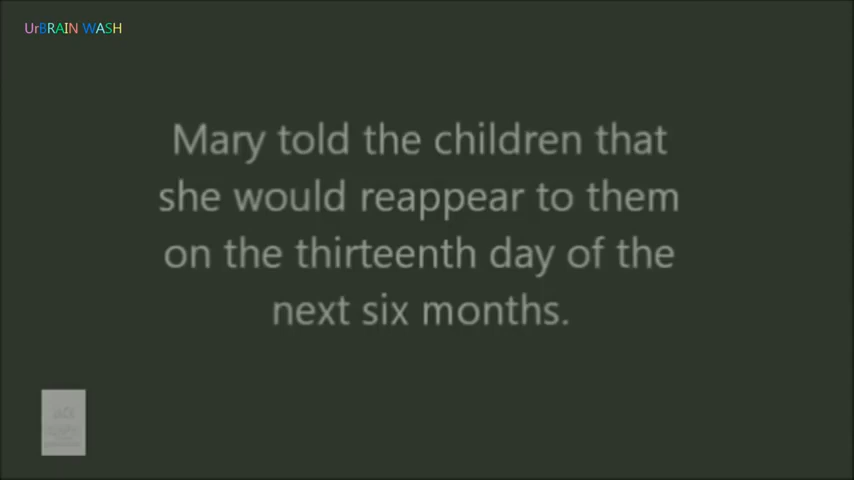 UrBRAIN WASH
Mary told the children that
she would reappear to them
on the thirteenth day of the
next six months.